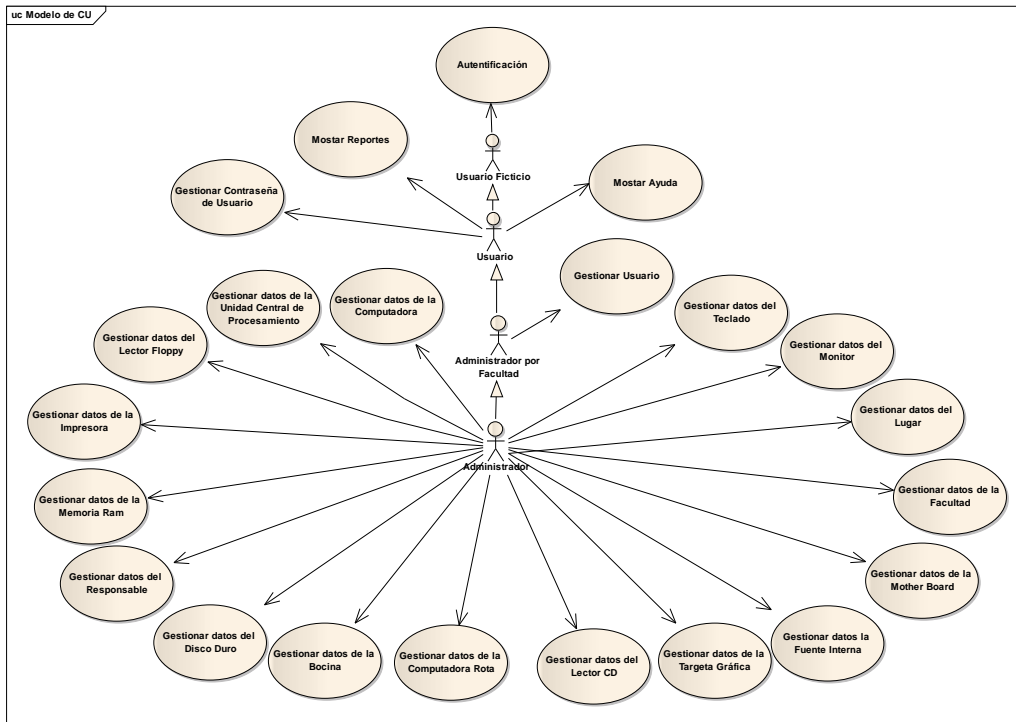 uc Modelo de CU
Autentificación
Mostar Reportes
Usuario Ficticio
Mostar Ayuda
Gestionar Contraseña
de Usuario
Usuario
Gestionar Usuario
Gestionar datos de la
Unidad Central de
Procesamiento
Gestionar datos de la
Computadora
Gestionar datos del
Teclado
Gestionar datos del
Lector Floppy
Administrador por
Facultad
Gestionar datos del
Monitor
Gestionar datos de la
Impresora
Gestionar datos del
Lugar
Administrador
Gestionar datos de la
Memoria Ram
Gestionar datos de la
Facultad
Gestionar datos del
Responsable
Gestionar datos de la
Mother Board
Gestionar datos del
Disco Duro
Gestionar datos de la
Bocina
Gestionar datos de la
Computadora Rota
Gestionar datos del
Lector CD
Gestionar datos de la
Targeta Gráfica
Gestionar datos la
Fuente Interna